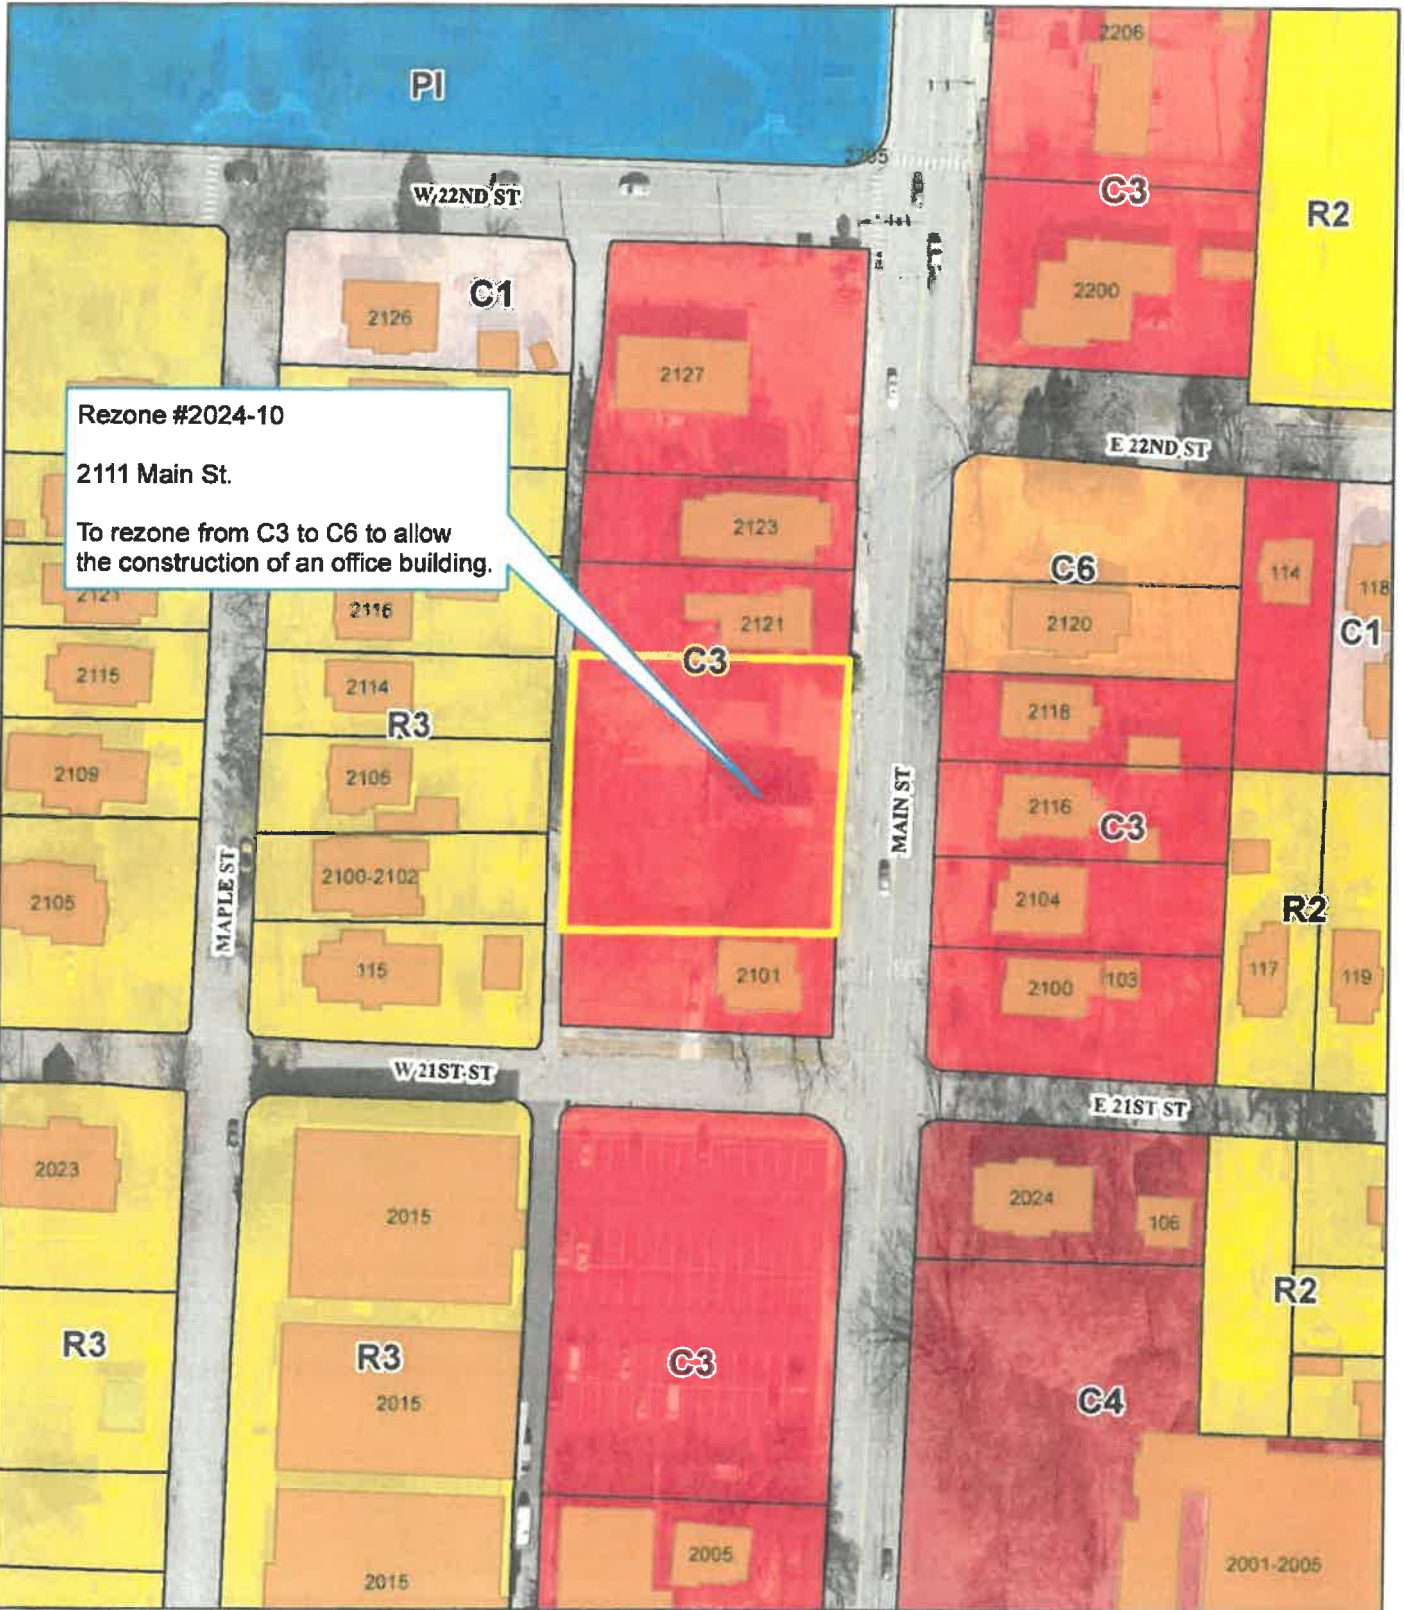 PI
2206
2205
W 22ND ST
C3
R2
C1
2126
2200
2127
Rezone #2024-10
2111 Main St.
To rezone from C3 to C6 to allow
the construction of an office building.
E 22ND ST
2123
C6
114
118
2121
2116
2121
2120
C1
C3
2115
2114
R3
2118
2109
2106
MAIN ST
2116
C3
2105
MAPLE ST
2100-2102
2104
R2
115
2101
2100
103
117
119
W 21ST ST
E 21ST ST
2023
2015
2024
106
R2
R3
R3
C3
2015
C4
2005
2001-2005
2015